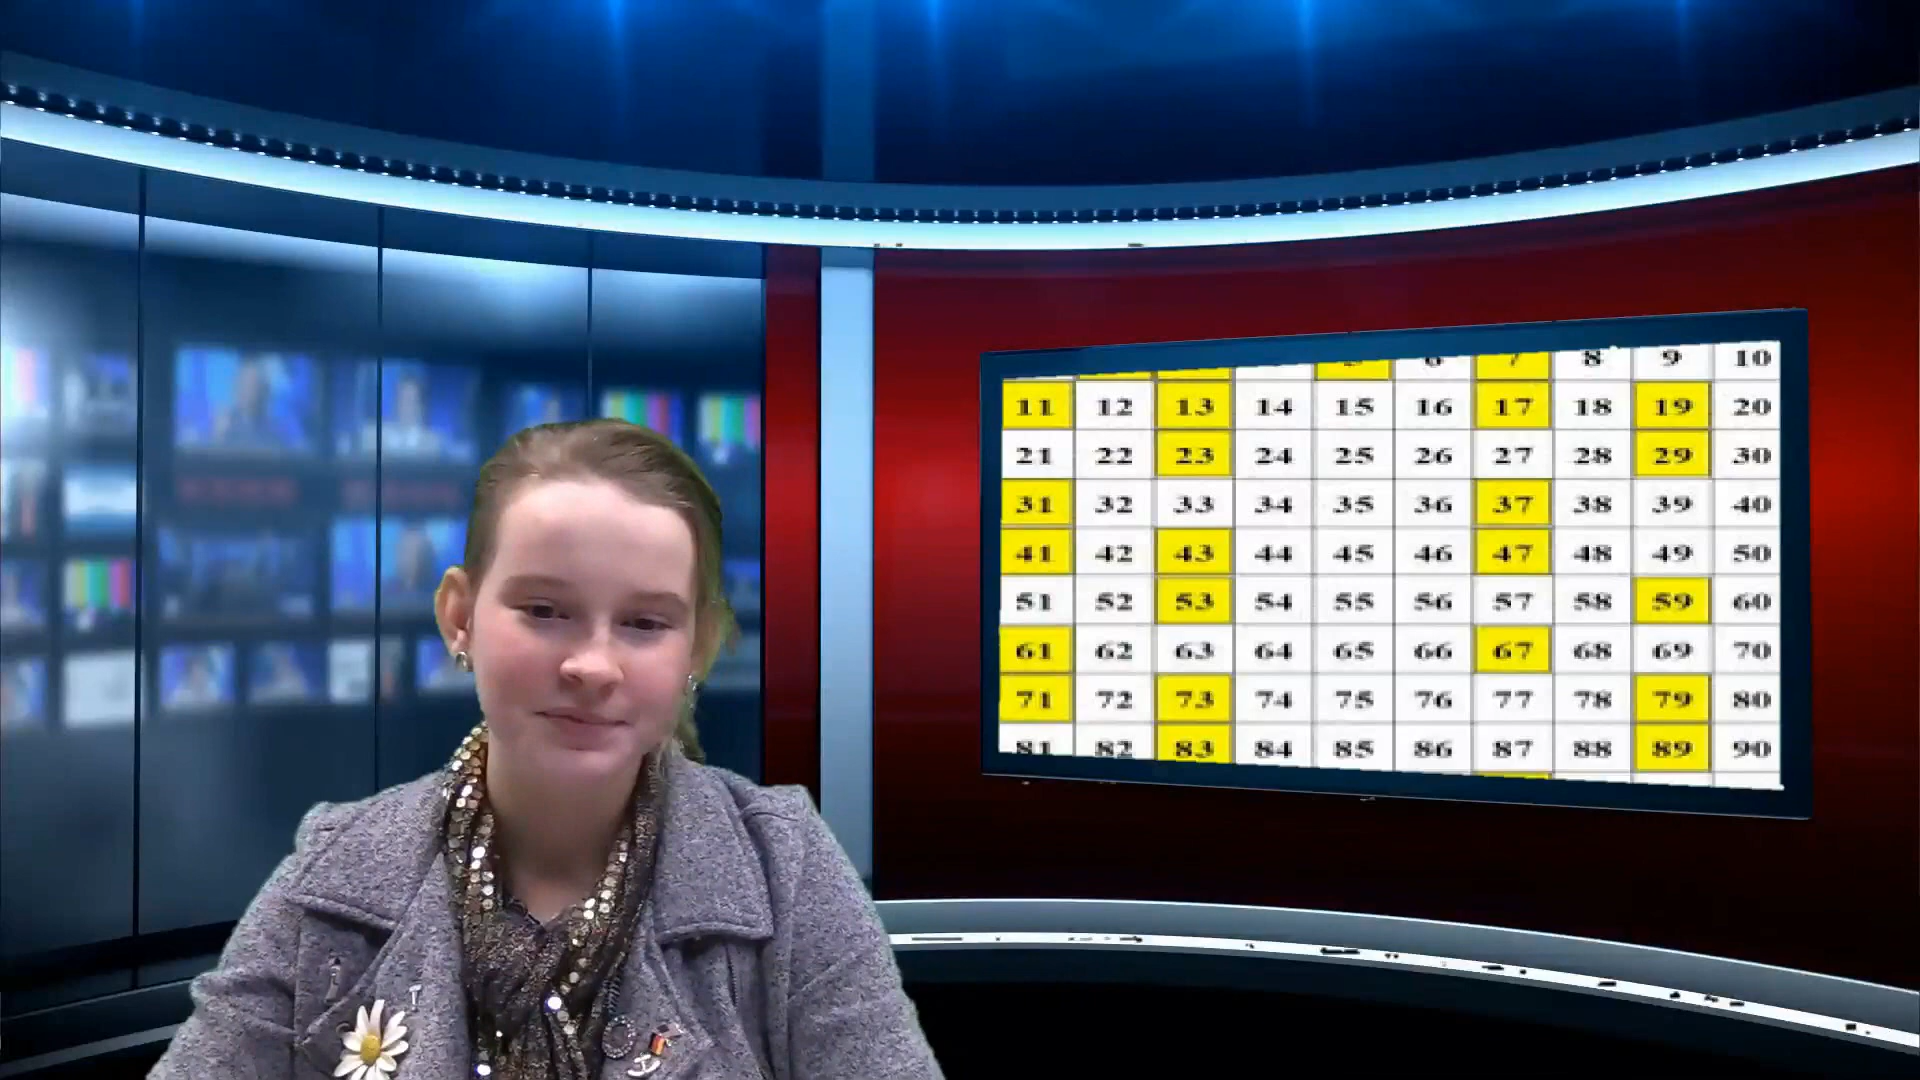 5 6 7 8 9 10
11 12 13 14 15 16 17 18 19 20
21 22 23 24 25 26 27 28 29 30
31 32 33 34 35 36 37 38 39 40
41 42 43 44 45 46 47 48 49 50
51 52 53 54 55 56 57 58 59 60
61 62 63 64 65 66 67 68 69 70
71 72 73 74 75 76 77 78 79 80
81 82 83 84 85 86 87 88 89 90